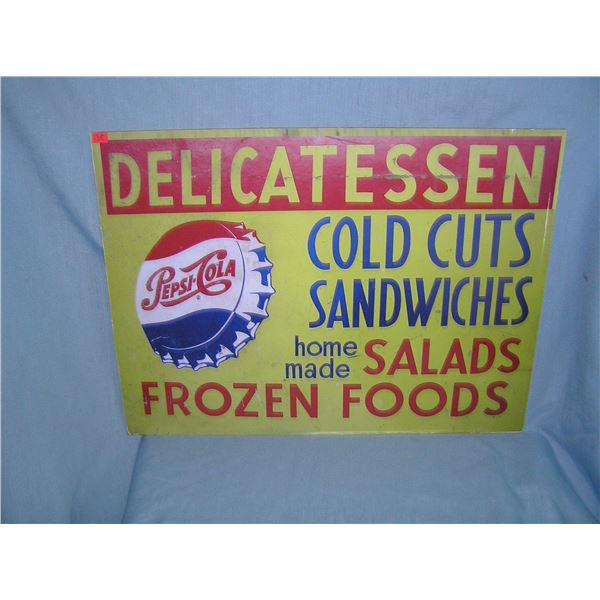 DELICATESSEN
PEPSI-COLA
COLD CUTS
SANDWICHES
home made SALADS
FROZEN FOODS